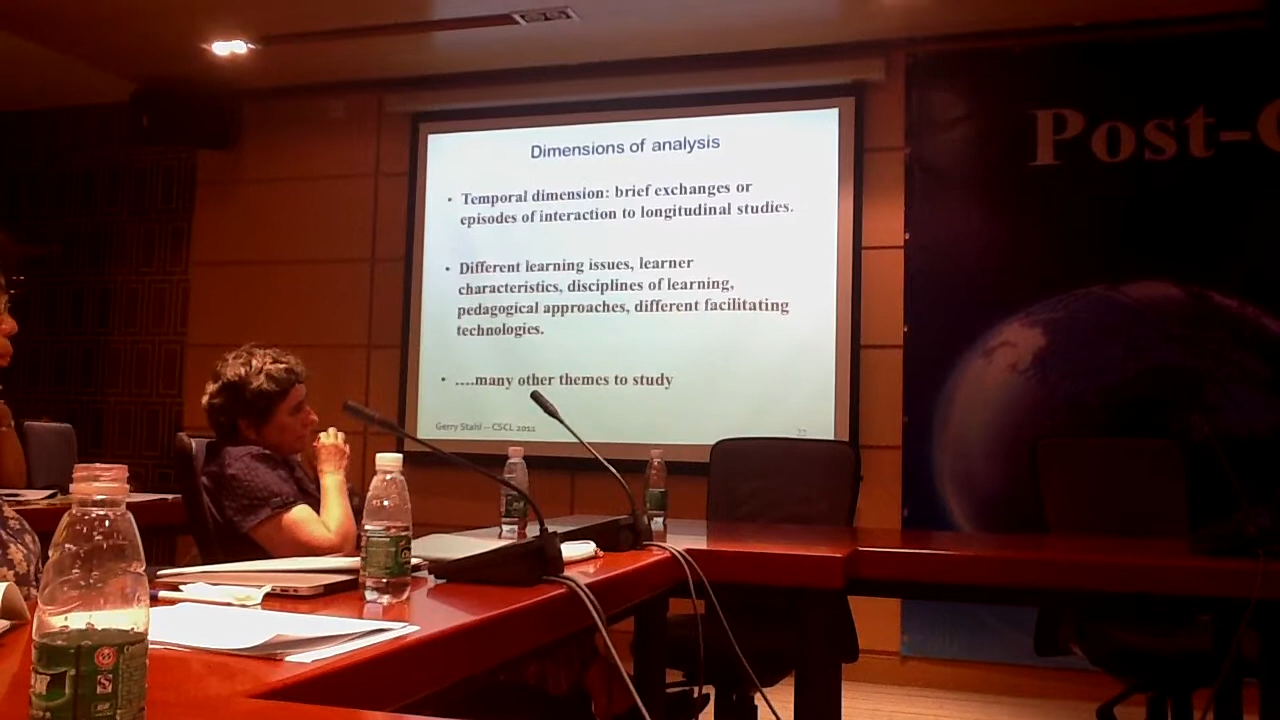 Dimensions of analysis
• Temporal dimension: brief exchanges or
episodes of interaction to longitudinal studies.
• Different learning issues, learner
characteristics, disciplines of learning,
pedagogical approaches, different facilitating
technologies.
• ....many other themes to study
Gerry Stahl – CSCL 2011
Post-